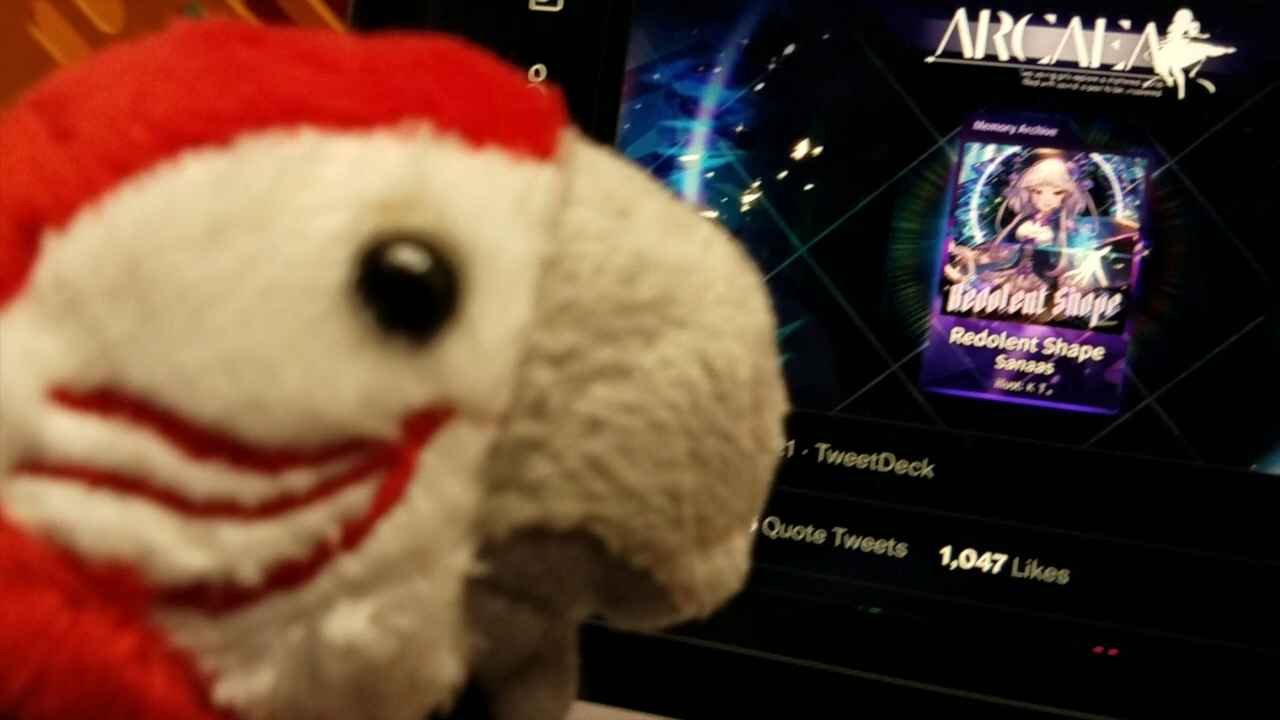 ARCAEA
Memory Archive
Redolent Shape
Redolent Shape
Sanaas
· TweetDeck
Quote Tweets 1,047 Likes